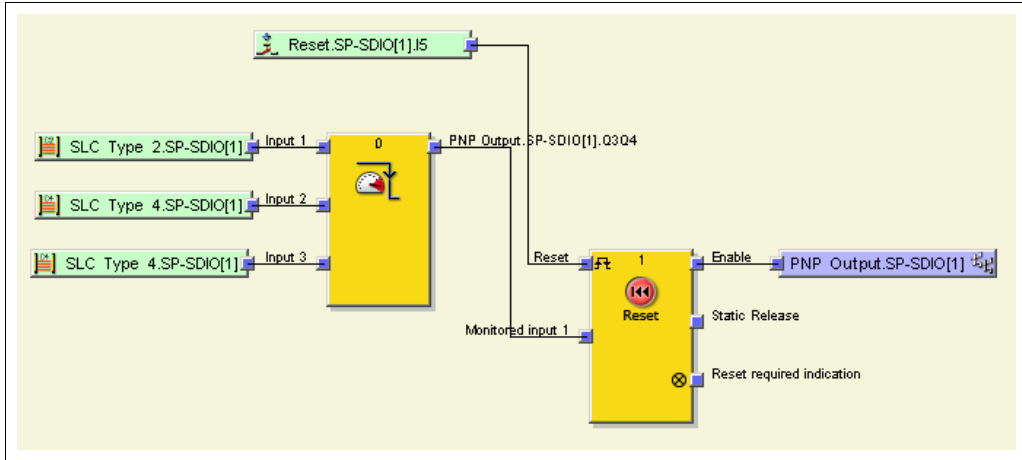 Reset.SP-SDIO[1].I5
SLC Type 2.SP-SDIO[1].
Input 1
0
PNP Output.SP-SDIO[1].Q3Q4
SLC Type 4.SP-SDIO[1].
Input 2
SLC Type 4.SP-SDIO[1].
Input 3
Reset
1
Enable
PNP Output.SP-SDIO[1]
Reset
Static Release
Monitored input 1
Reset required indication